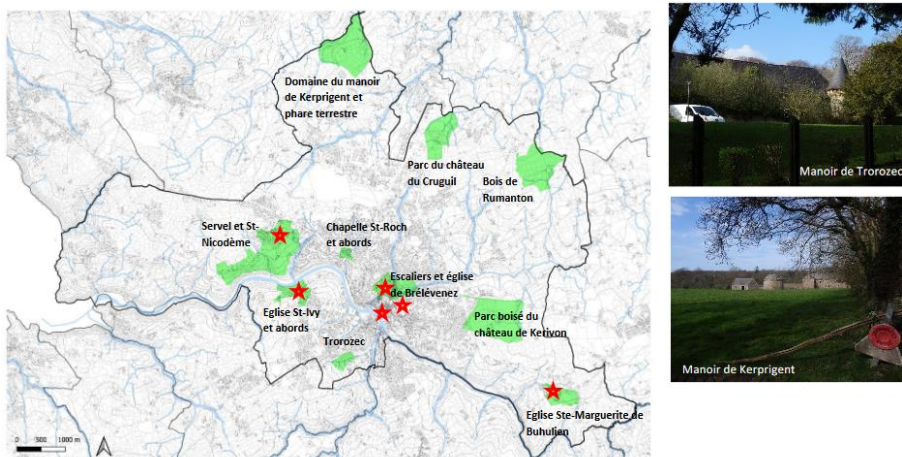 Domaine du manoir
de Kerprigent et
phare terrestre
Parc du château
du Cruguil
Bois de
Rumanton
Servel et St-
Nicodème
Chapelle St-Roch
et abords
Escaliers et église
de Brélévenez
Eglise St-Ivy
et abords
Trorozec
Parc boisé du
château de Kerivon
Eglise Ste-Marguerite de
Buhulien
0 500 1000 m
Manoir de Trorozec
Manoir de Kerprigent